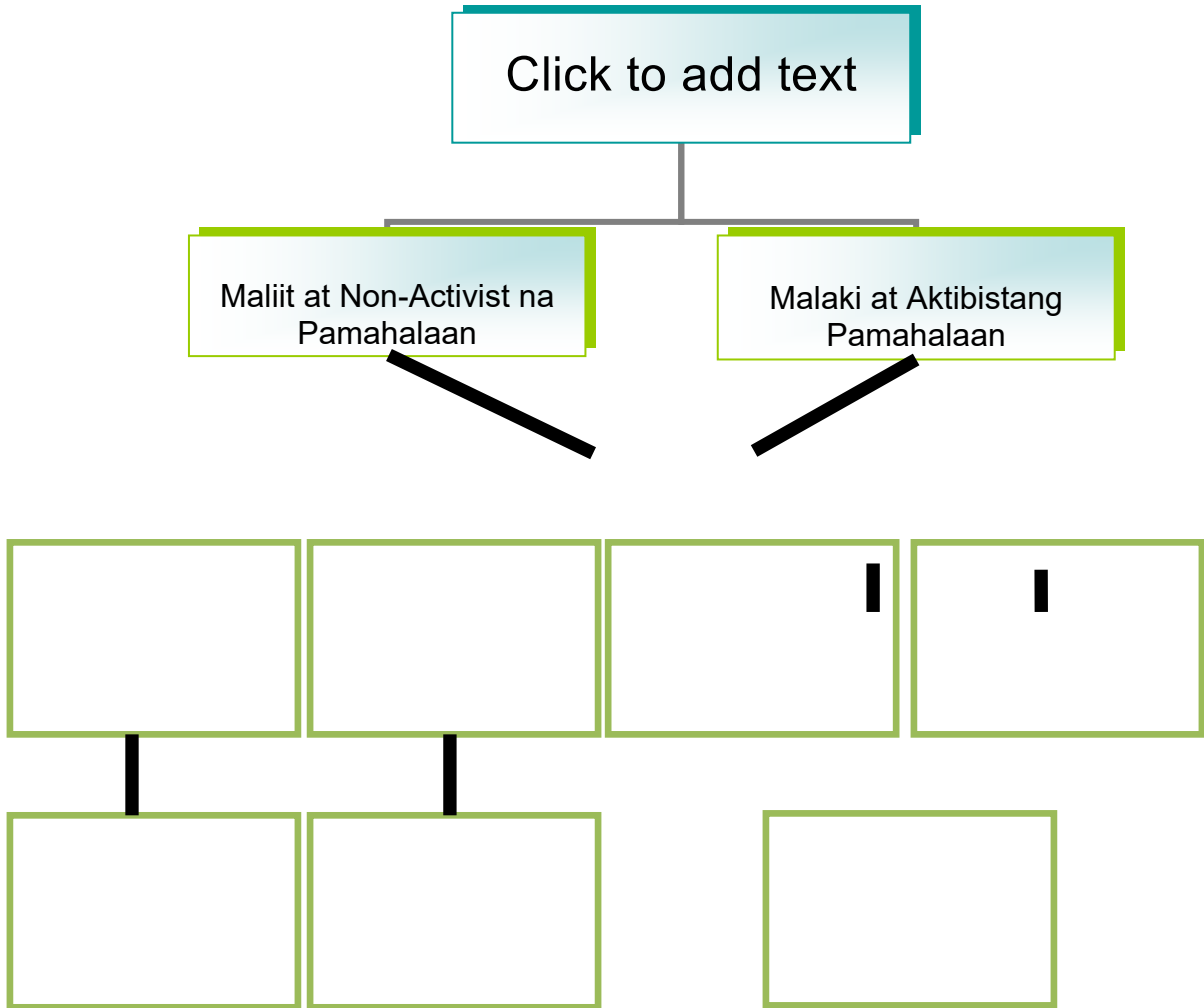 Click to add text
Maliit at Non-Activist na
Pamahalaan
Malaki at Aktibistang
Pamahalaan